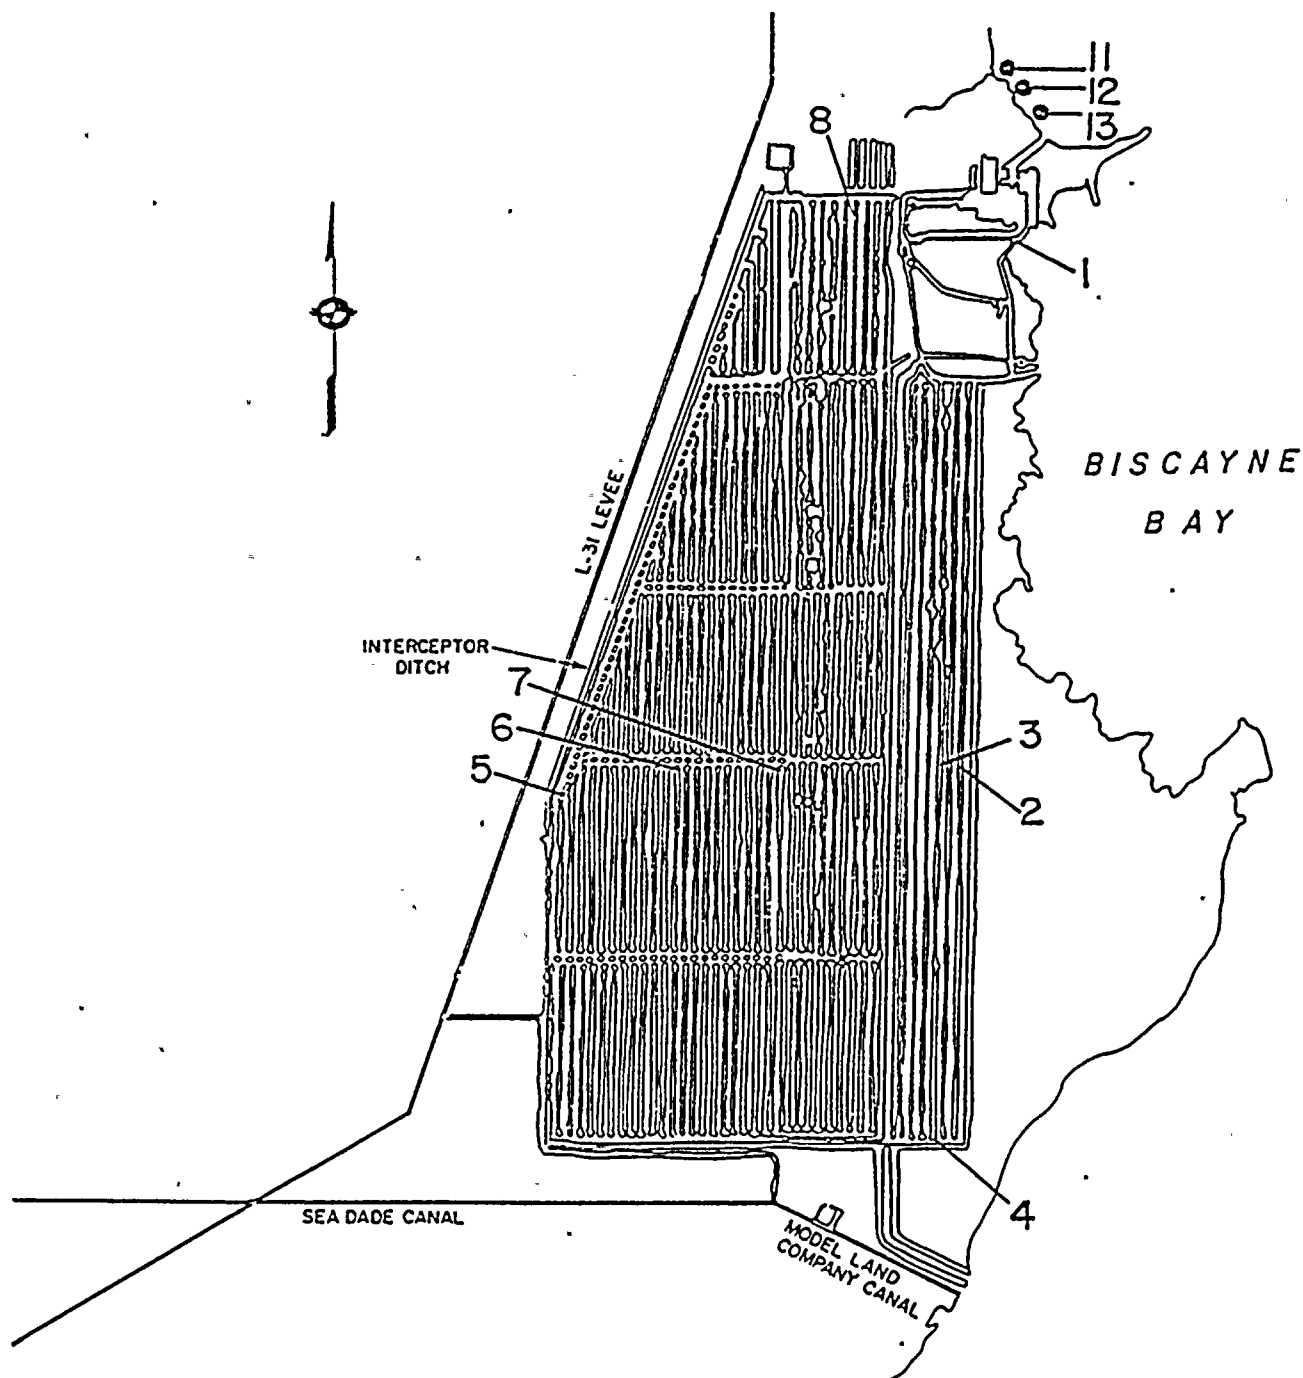 11
12
13
8
1
BISCAYNE
BAY
L-31 LEVEE
INTERCEPTOR
DITCH
7
6
5
3
2
4
SEA DADE CANAL
MODEL LAND
COMPANY CANAL